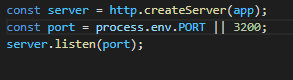 const server = http.createServer(app);
const port = process.env.PORT || 3200;
server.listen(port);